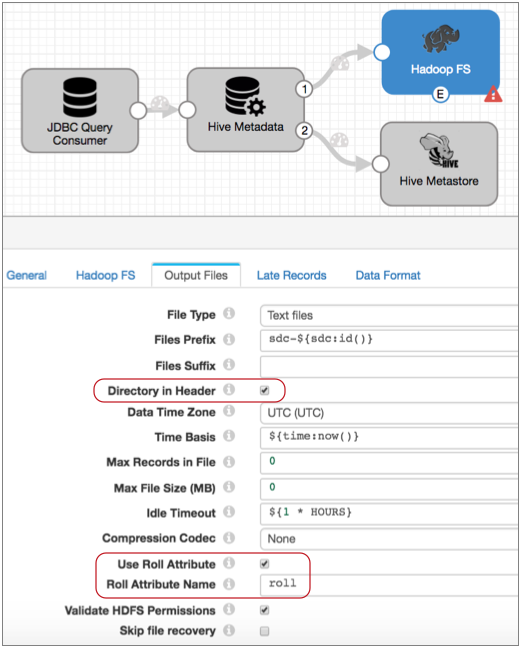 Hadoop FS
E
1
JDBC Query
Consumer
Hive Metadata
2
HIVE
Hive Metastore
General Hadoop FS Output Files Late Records Data Format
File Type Text files
Files Prefix sdc-${sdc:id()}
Files Suffix
Directory in Header
Data Time Zone UTC (UTC)
Time Basis ${time:now()}
Max Records in File 0
Max File Size (MB) 0
Idle Timeout ${1 * HOURS}
Compression Codec None
Use Roll Attribute
Roll Attribute Name roll
Validate HDFS Permissions
Skip file recovery